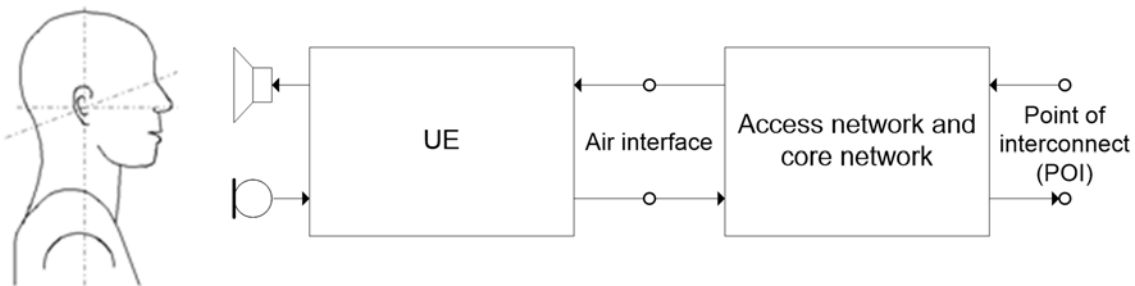 UE
Air interface
Access network and
core network
Point of
interconnect
(POI)